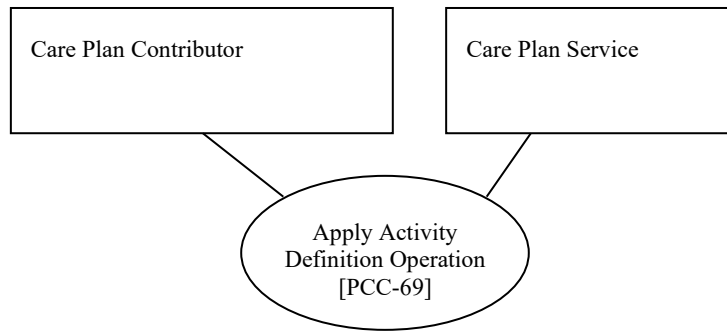 Care Plan Contributor
Care Plan Service
Apply Activity
Definition Operation
[PCC-69]